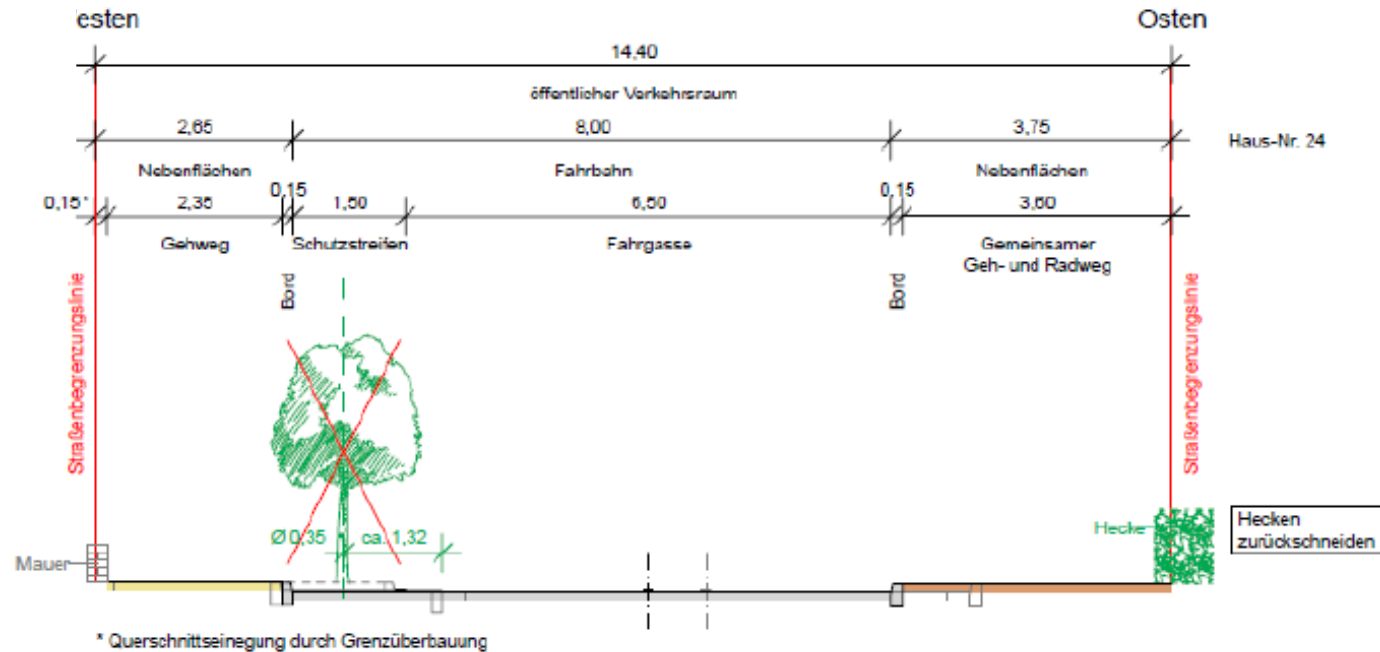 esten
Osten
14,40
öffentlicher Verkehrsraum
2,65
8,00
3,75
Haus-Nr. 24
Nebenflächen
Fahrbahn
Nebenflächen
0,15*
2,35
0,15
1,50
6,50
0,15
3,60
Gehweg
Schutzstreifen
Fahrgasse
Gemeinsamer
Geh- und Radweg
Straßenbegrenzungslinie
Bord
Bord
Straßenbegrenzungslinie
Ø 0,35
ca. 1,32
Hecke
Hecken
zurückschneiden
Mauer
* Querschnittseinegung durch Grenzüberbauung